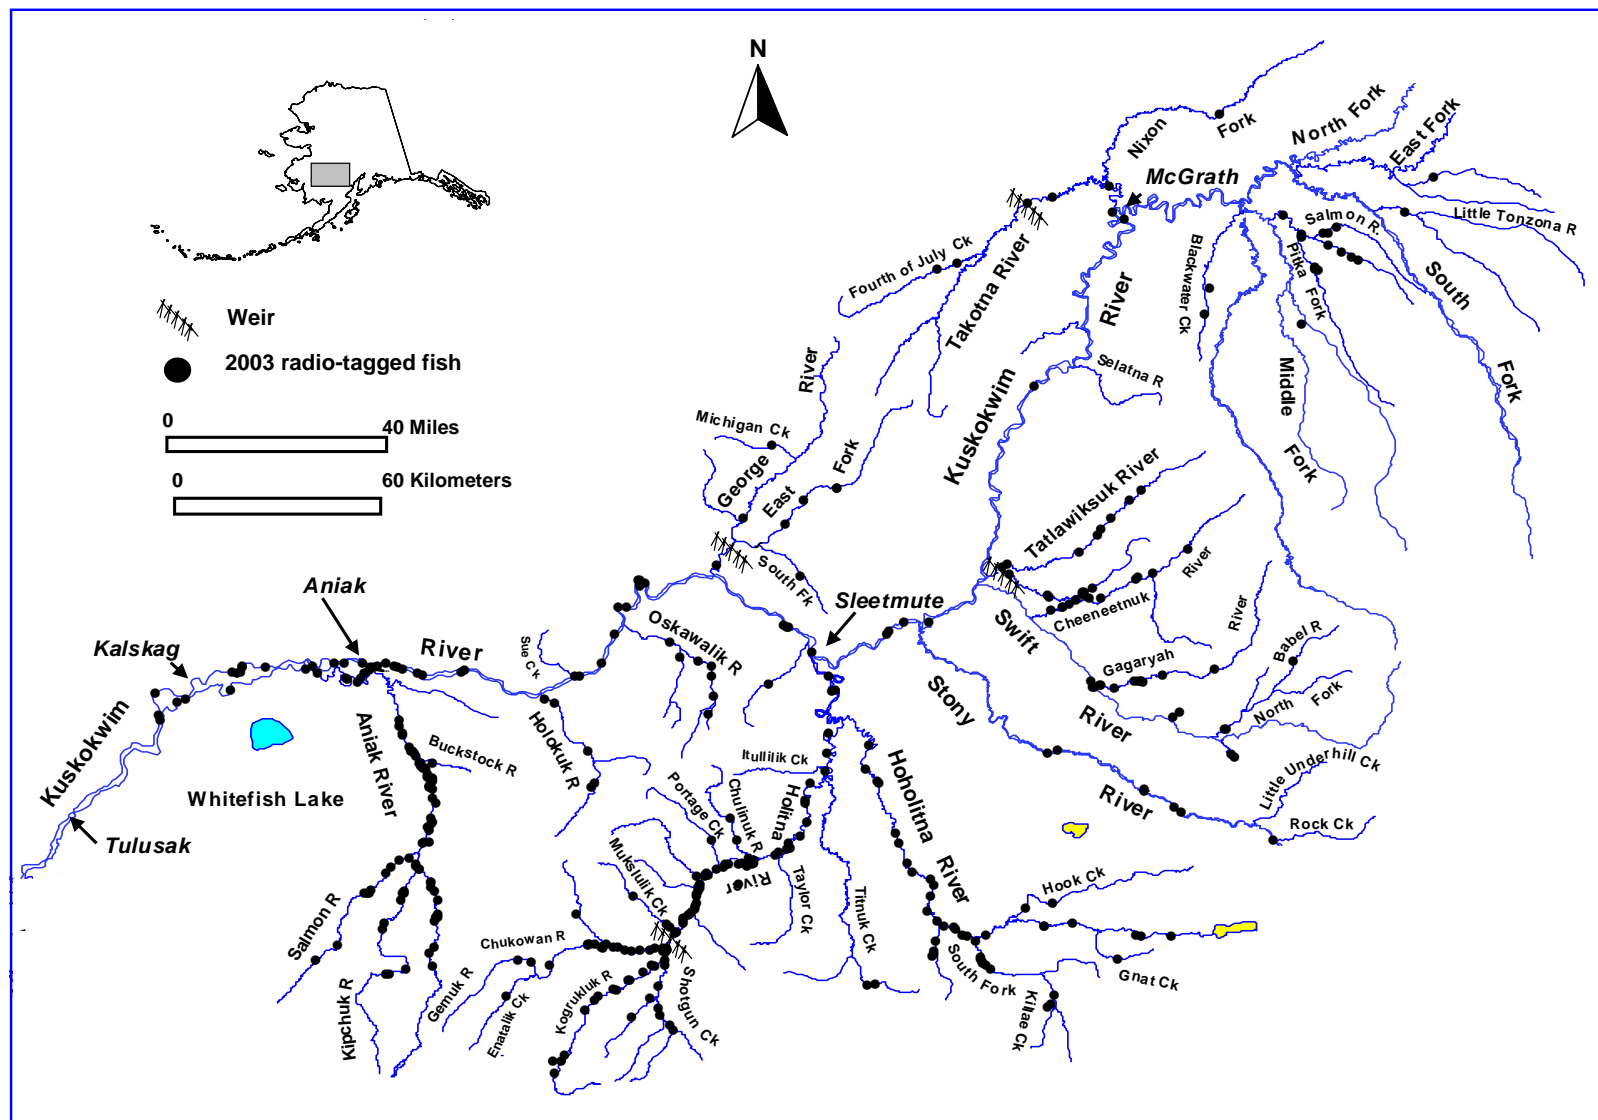 N
Weir
2003 radio-tagged fish
0
40 Miles
0
60 Kilometers
Nixon
Fork
North Fork
East Fork
McGrath
Little Tonzona R
Salmon R.
Pitka
Fork
South
Fork
Blackwater Ck
Middle
Fork
Fourth of July Ck
Takotna River
River
Kuskokwim
Selatna R
Michigan Ck
George
River
East
Fork
South Fk
Tatlawiksuk River
Cheeneetnuk
River
Swift
River
Gagaryah
River
Babel R
North
Fork
Sleetmute
Stony
River
Little Underhill Ck
Rock Ck
Aniak
Kalskag
River
Kuskokwim
Tulusak
Whitefish Lake
Sue Ck
Oskawalik R
Holokuk R
Aniak River
Buckstock R
Salmon R
Kipchuk R
Gemuk R
Enatalik Ck
Chukowan R
Kogrukluk R
Shotgun Ck
Mukslulik Ck
Portage Ck
Chulinuk R
Itullilik Ck
Holitna
River
Taylor Ck
Titnuk Ck
Hoholitna
River
Hook Ck
South Fork
Gnat Ck
Killae Ck